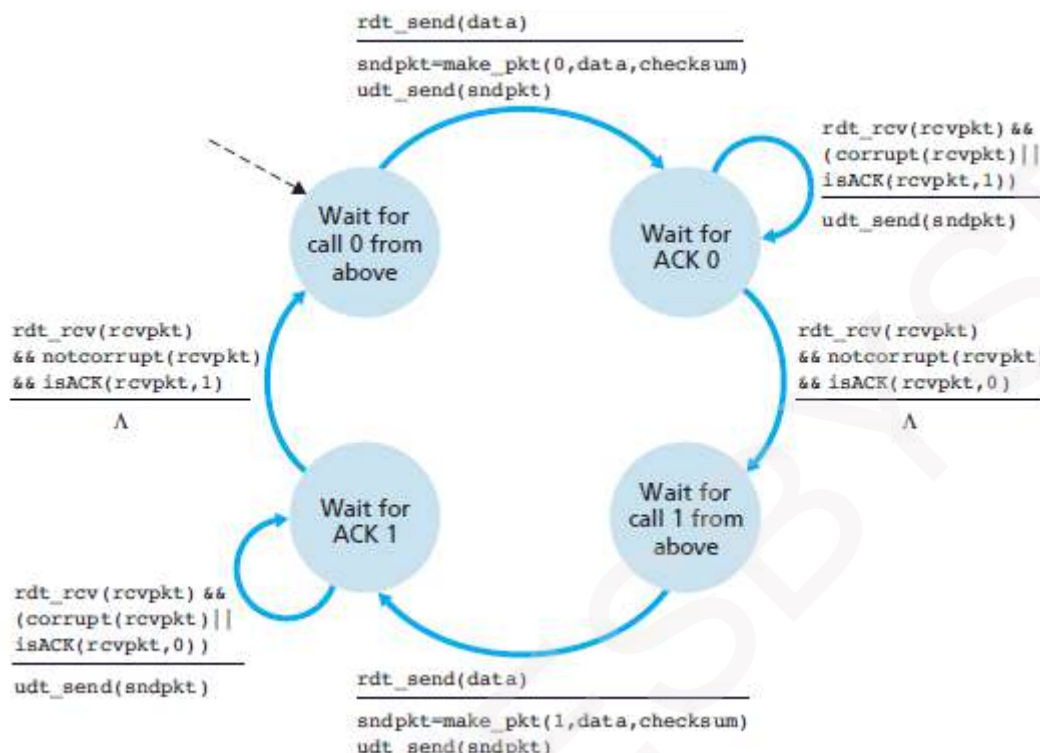 rdt_send(data)
sndpkt=make_pkt(0,data,checksum)
udt_send(sndpkt)
rdt_rcv(rcvpkt) &&
(corrupt(rcvpkt)||
isACK(rcvpkt,1))
udt_send(sndpkt)
Wait for
call 0 from
above
Wait for
ACK 0
rdt_rcv(rcvpkt)
&& notcorrupt(rcvpkt)
&& isACK(rcvpkt,1)
Λ
rdt_rcv(rcvpkt)
&& notcorrupt(rcvpkt)
&& isACK(rcvpkt,0)
Λ
Wait for
ACK 1
Wait for
call 1 from
above
rdt_rcv(rcvpkt) &&
(corrupt(rcvpkt)||
isACK(rcvpkt,0))
udt_send(sndpkt)
rdt_send(data)
sndpkt=make_pkt(1,data,checksum)
udt_send(sndpkt)